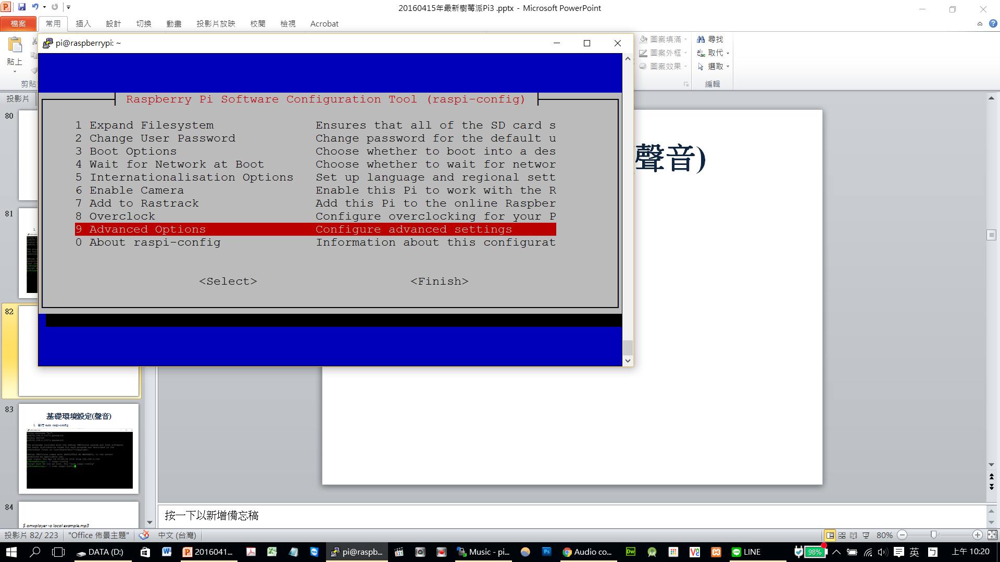 20160415年最新樹莓派Pi3 .pptx - Microsoft PowerPoint
檔案 常用 插入 設計 切換 動畫 投影片放映 校閱 檢視 Acrobat
貼上
剪貼
圖案填滿
圖案外框
圖案效果
尋找
取代
選取
編輯
投影片
pi@raspberrypi: ~
Raspberry Pi Software Configuration Tool (raspi-config)
1 Expand Filesystem Ensures that all of the SD card s
2 Change User Password Change password for the default u
3 Boot Options Choose whether to boot into a des
4 Wait for Network at Boot Choose whether to wait for networ
5 Internationalisation Options Set up language and regional sett
6 Enable Camera Enable this Pi to work with the R
7 Add to Rastrack Add this Pi to the online Raspber
8 Overclock Configure overclocking for your P
9 Advanced Options Configure advanced settings
0 About raspi-config Information about this configurat
<Select> <Finish>
聲音)
80
81
82
83
基礎環境設定(聲音)
1. 執行 sudo raspi-config
84
$ omxplayer -o local example.mp3
按一下以新增備忘稿
投影片 82/ 223 "Office 佈景主題" 中文 (台灣) 80%
DATA (D:) 2016041... pi@raspb... Music - pi... Audio co... LINE 98% 英 上午 10:20